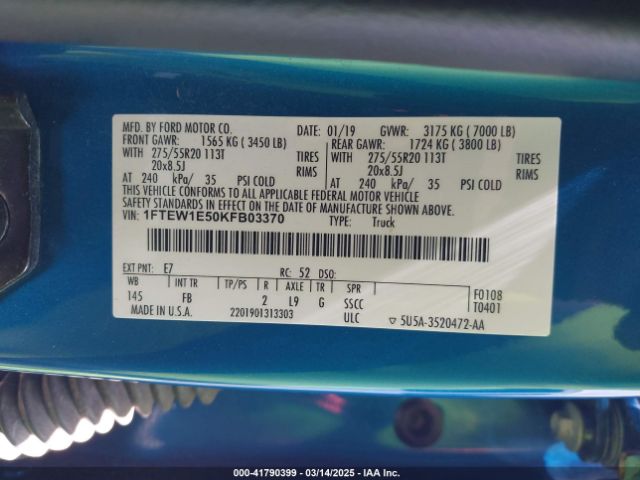 MFD. BY FORD MOTOR CO. DATE: 01/19 GVWR: 3175 KG ( 7000 LB)
FRONT GAWR: 1565 KG ( 3450 LB) REAR GAWR: 1724 KG ( 3800 LB)
WITH 275/55R20 113T TIRES WITH 275/55R20 113T TIRES
20x8.5J RIMS 20x8.5J RIMS
AT 240 kPa/ 35 PSI COLD AT 240 kPa/ 35 PSI COLD
THIS VEHICLE CONFORMS TO ALL APPLICABLE FEDERAL MOTOR VEHICLE
SAFETY STANDARDS IN EFFECT ON THE DATE OF MANUFACTURE SHOWN ABOVE.
VIN: 1FTEW1E50KFB03370 TYPE: Truck
EXT PNT: E7 RC: 52 DSO: F0108
WB INT TR TP/PS R AXLE TR SPR T0401
145 FB 2 L9 G SSCC
MADE IN U.S.A. 2201901313303 ULC ▽ 5U5A-3520472-AA
000-41790399 - 03/14/2025 - IAA Inc.